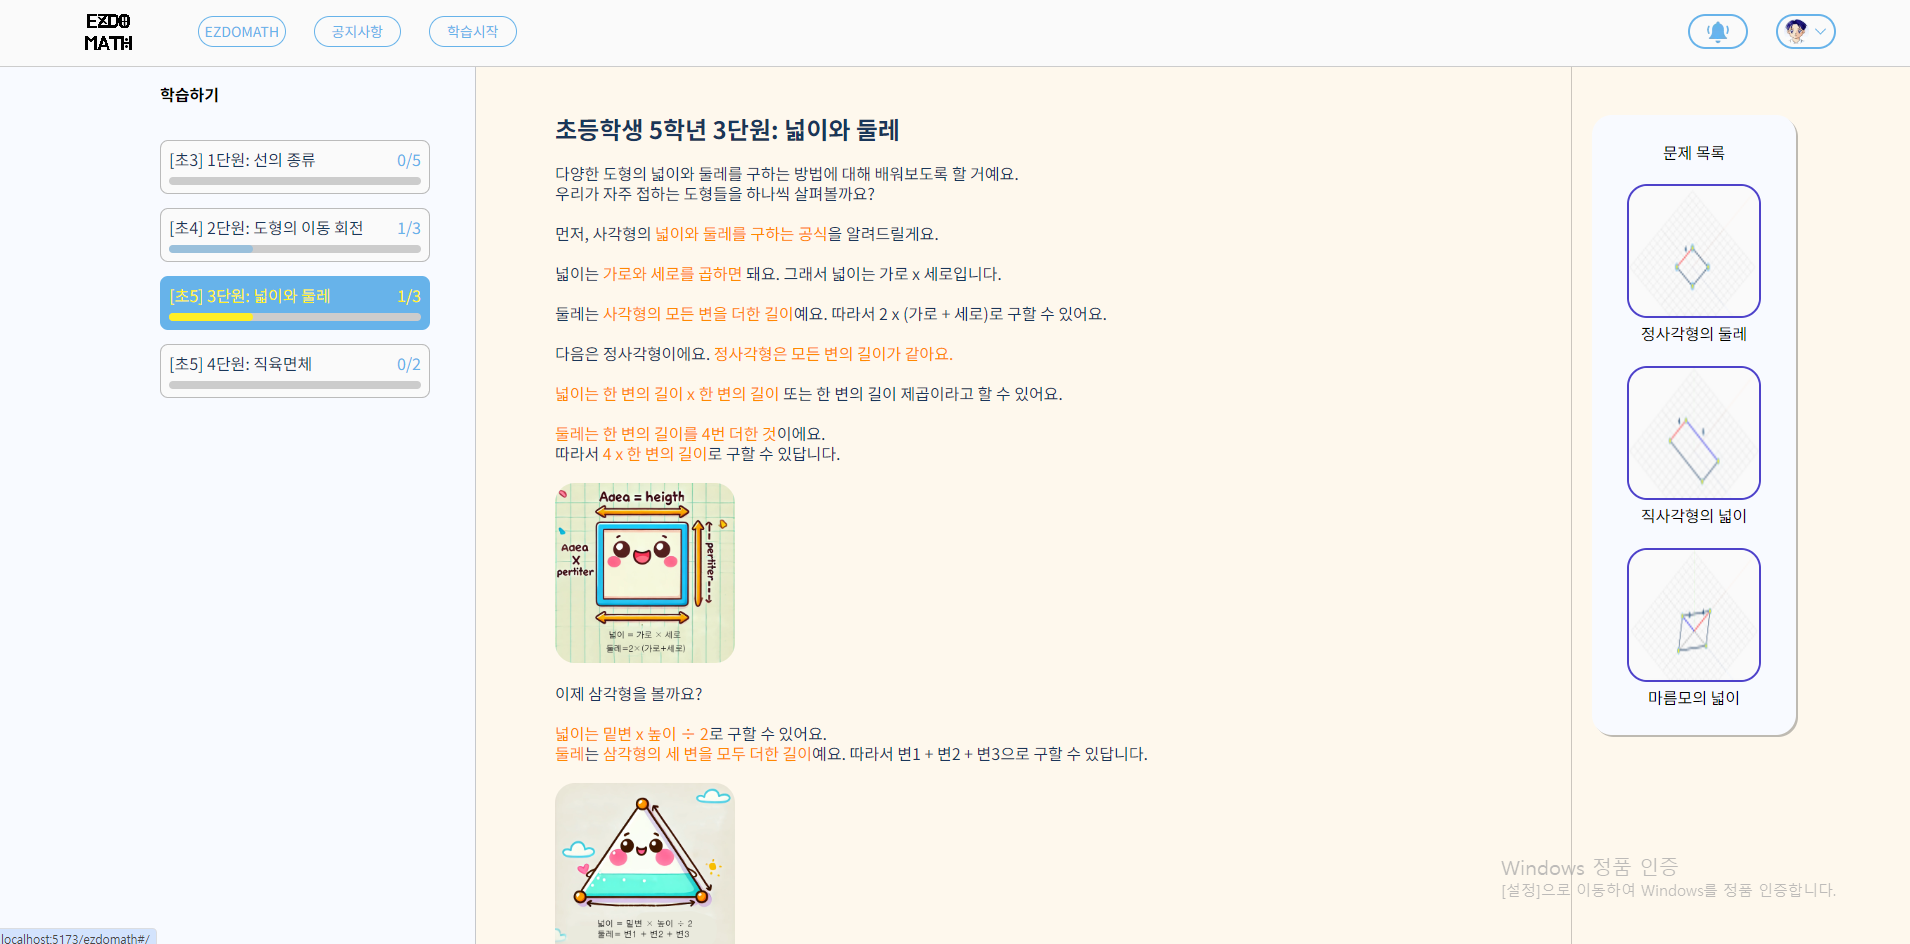 EZDO
MATH
EZDOMATH
공지사항
학습시작
학습하기
[초3] 1단원: 선의 종류 0/5
[초4] 2단원: 도형의 이동 회전 1/3
[초5] 3단원: 넓이와 둘레 1/3
[초5] 4단원: 직육면체 0/2
초등학생 5학년 3단원: 넓이와 둘레
다양한 도형의 넓이와 둘레를 구하는 방법에 대해 배워보도록 할 거예요.
우리가 자주 접하는 도형들을 하나씩 살펴볼까요?
먼저, 사각형의 넓이와 둘레를 구하는 공식을 알려드릴게요.
넓이는 가로와 세로를 곱하면 돼요. 그래서 넓이는 가로 x 세로입니다.
둘레는 사각형의 모든 변을 더한 길이예요. 따라서 2 x (가로 + 세로)로 구할 수 있어요.
다음은 정사각형이에요. 정사각형은 모든 변의 길이가 같아요.
넓이는 한 변의 길이 x 한 변의 길이 또는 한 변의 길이 제곱이라고 할 수 있어요.
둘레는 한 변의 길이를 4번 더한 것이에요.
따라서 4 x 한 변의 길이로 구할 수 있답니다.
Aaea = heigth
Aaea
X
pertiter
pertiter
넓이 = 가로 × 세로
둘레=2×(가로+세로)
이제 삼각형을 볼까요?
넓이는 밑변 x 높이 ÷ 2로 구할 수 있어요.
둘레는 삼각형의 세 변을 모두 더한 길이예요. 따라서 변1 + 변2 + 변3으로 구할 수 있답니다.
넓이 = 밑변 × 높이 ÷ 2
둘레= 변1 + 변2 + 변3
문제 목록
정사각형의 둘레
직사각형의 넓이
마름모의 넓이
Windows 정품 인증
[설정]으로 이동하여 Windows를 정품 인증합니다.
localhost:5173/ezdomath#/